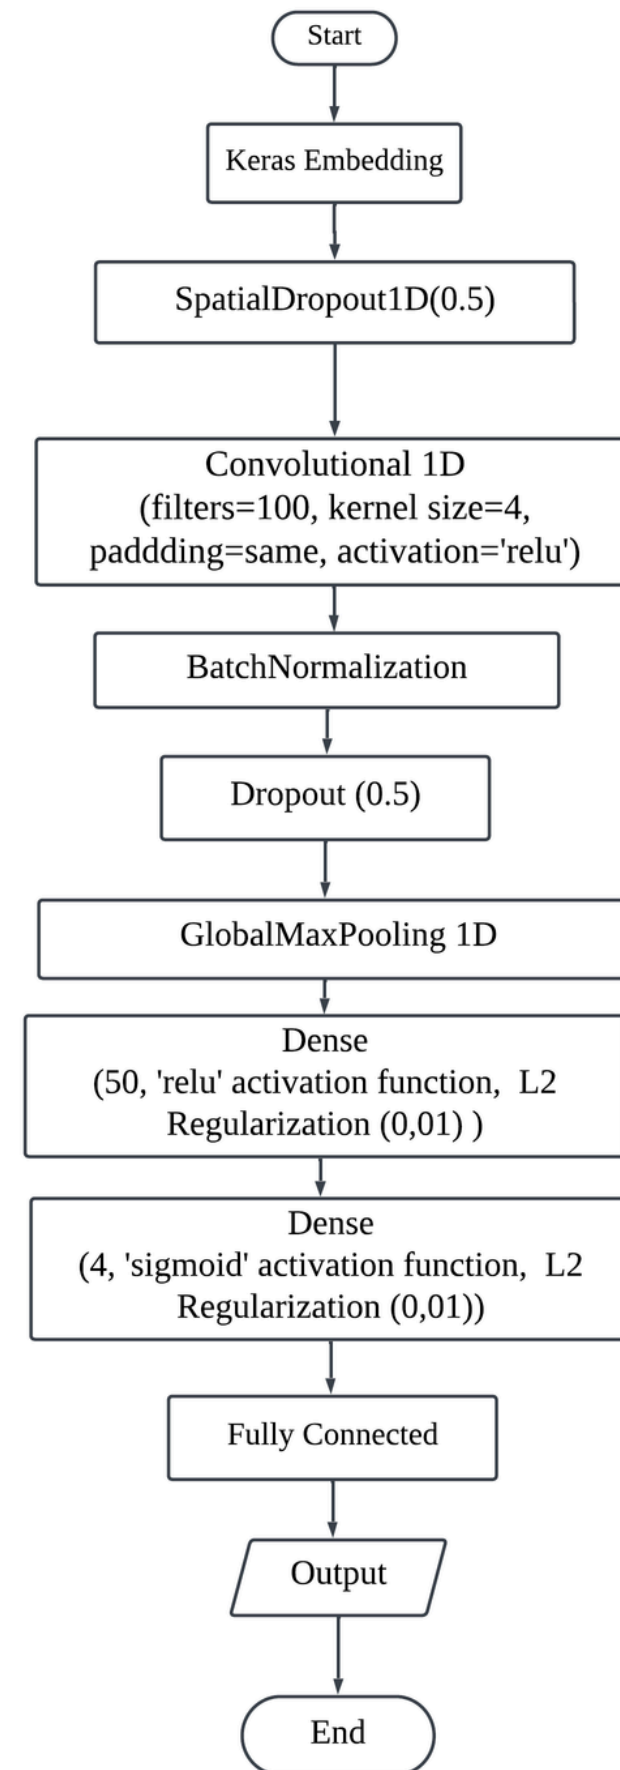 Start
Keras Embedding
SpatialDropout1D(0.5)
Convolutional 1D
(filters=100, kernel size=4,
paddding=same, activation='relu')
BatchNormalization
Dropout (0.5)
GlobalMaxPooling 1D
Dense
(50, 'relu' activation function,  L2
Regularization (0,01) )
Dense
(4, 'sigmoid' activation function,  L2
Regularization (0,01))
Fully Connected
Output
End